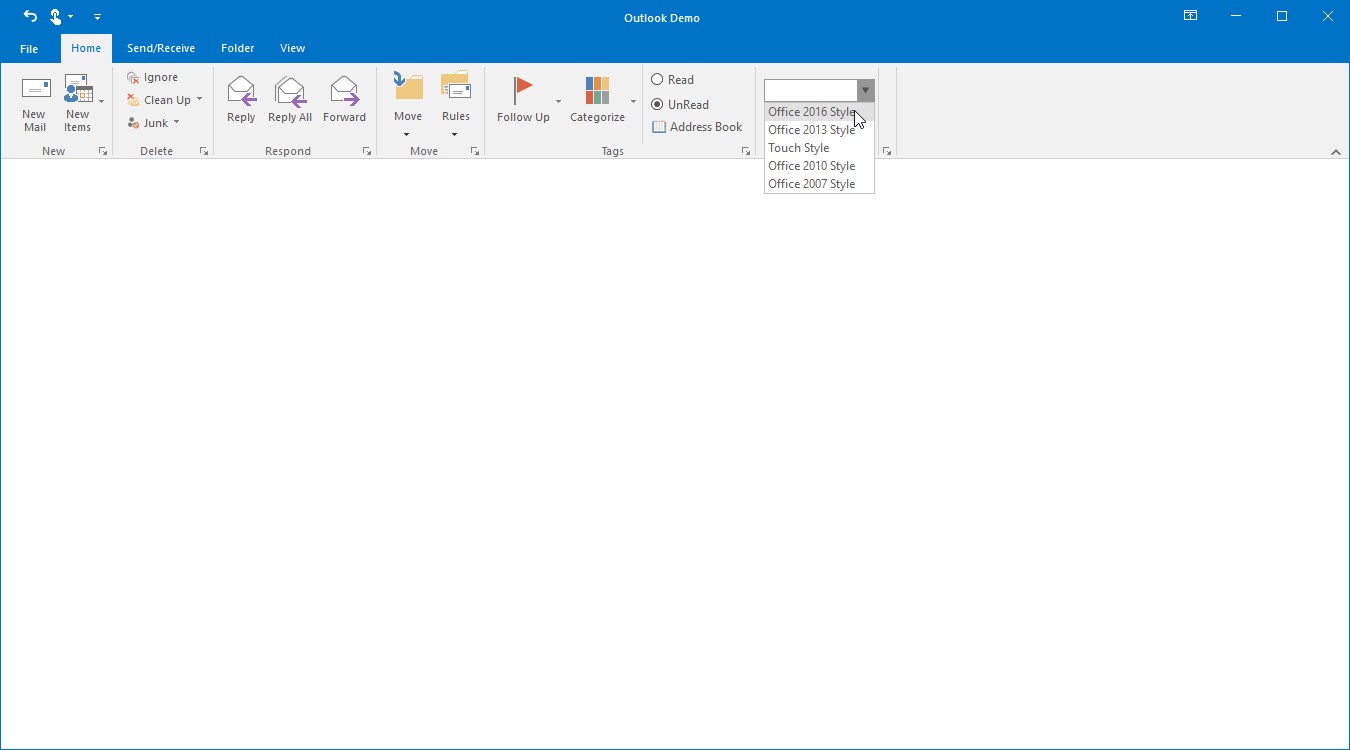 Outlook Demo
File Home Send/Receive Folder View
New Mail
New Items
Ignore
Clean Up
Junk
Reply
Reply All
Forward
Move
Rules
Follow Up
Categorize
Read
UnRead
Address Book
New
Delete
Respond
Move
Tags
Office 2016 Style
Office 2013 Style
Touch Style
Office 2010 Style
Office 2007 Style